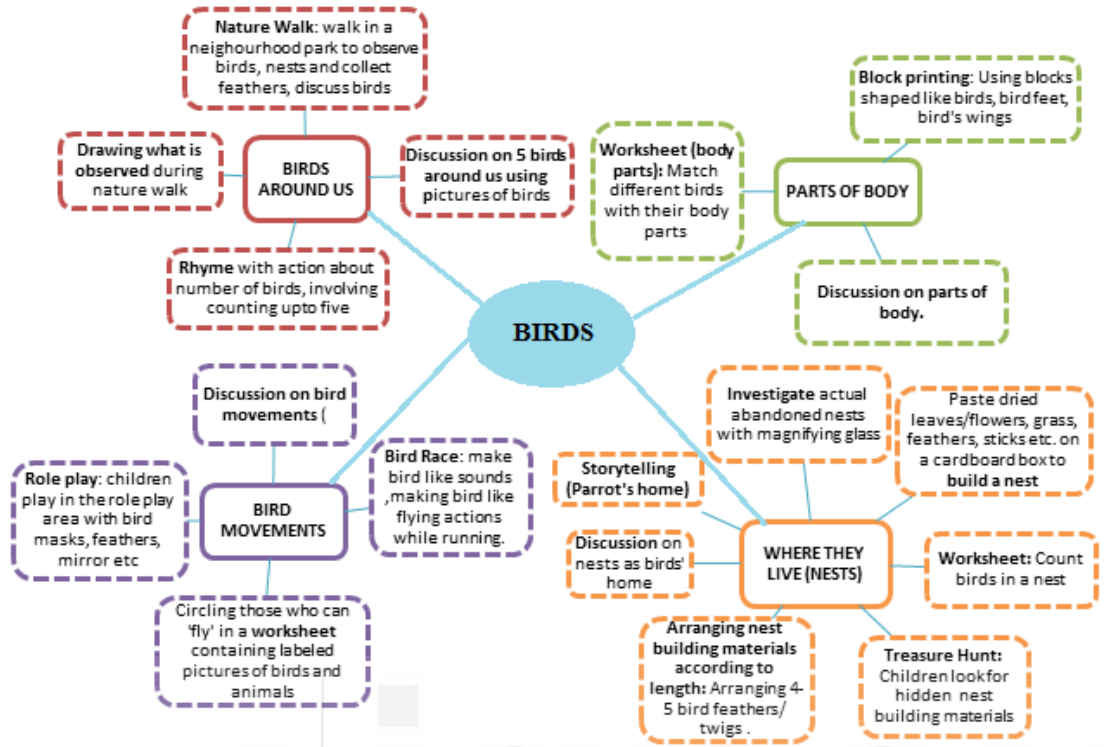 Nature Walk: walk in a
neighourhood park to observe
birds, nests and collect
feathers, discuss birds
Drawing what is
observed during
nature walk
BIRDS
AROUND US
Discussion on 5 birds
around us using
pictures of birds
Rhyme with action about
number of birds, involving
counting upto five
Block printing: Using blocks
shaped like birds, bird feet,
bird's wings
Worksheet (body
parts): Match
different birds
with their body
parts
PARTS OF BODY
Discussion on parts of
body.
BIRDS
Discussion on bird
movements (
Role play: children
play in the role play
area with bird
masks, feathers,
mirror etc
BIRD
MOVEMENTS
Bird Race: make
bird like sounds
,making bird like
flying actions
while running.
Circling those who can
'fly' in a worksheet
containing labeled
pictures of birds and
animals
Investigate actual
abandoned nests
with magnifying glass
Paste dried
leaves/flowers, grass,
feathers, sticks etc. on
a cardboard box to
build a nest
Storytelling
(Parrot's home)
Discussion on
nests as birds'
home
WHERE THEY
LIVE (NESTS)
Worksheet: Count
birds in a nest
Arranging nest
building materials
according to
length: Arranging 4-
5 bird feathers/
twigs .
Treasure Hunt:
Children look for
hidden nest
building materials